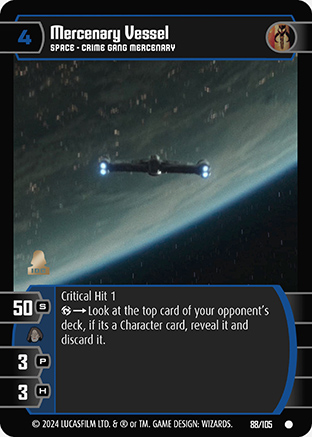 4
Mercenary Vessel
SPACE - CRIME GANG MERCENARY
50 S
Critical Hit 1
→Look at the top card of your opponent's
deck, if its a Character card, reveal it and
discard it.
3 P
3 H
© 2024 LUCASFILM LTD. & ® or TM. GAME DESIGN: WIZARDS.
88/105